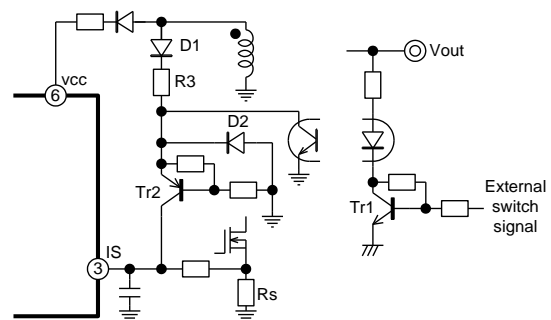 D1
Vout
vcc
R3
6
D2
Tr2
Tr1
External
switch
signal
IS
3
Rs